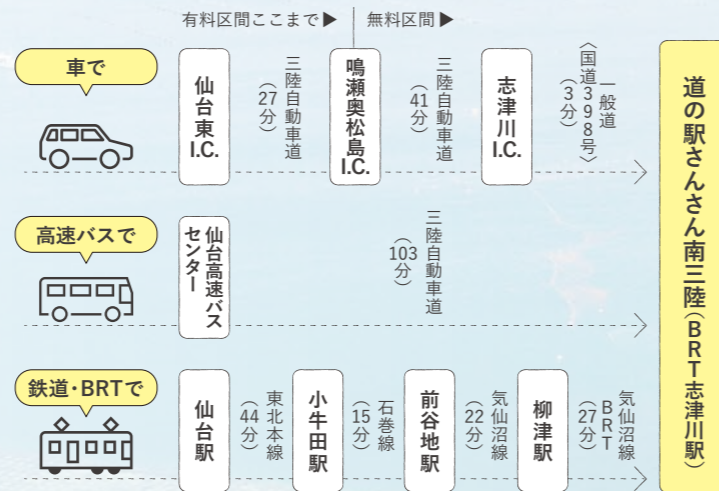 有料区間ここまで▶
無料区間▶
車で
仙台東I.C.
三陸自動車道
(27分)
鳴瀬奥松島I.C.
三陸自動車道
(41分)
志津川I.C.
一般道
〈国道398号〉
(3分)
高速バスで
仙台高速バス
センター
三陸自動車道
(103分)
鉄道・BRTで
仙台駅
東北本線
(44分)
小牛田駅
石巻線
(15分)
前谷地駅
気仙沼線
(22分)
柳津駅
気仙沼線
BRT
(27分)
道の駅さんさん南三陸(BRT志津川駅)